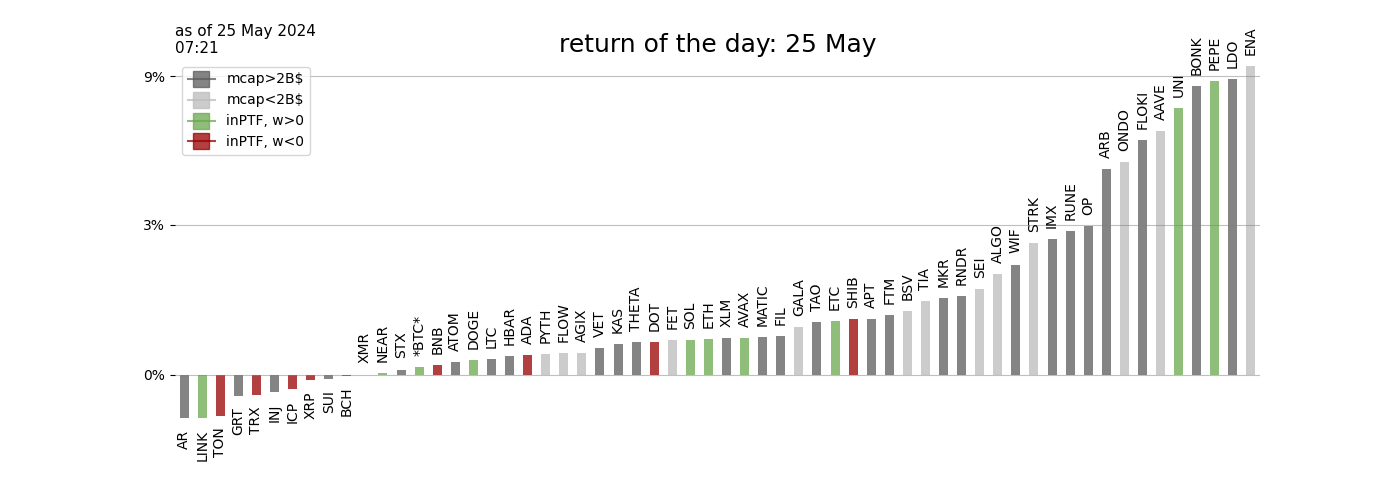 as of 25 May 2024
07:21
return of the day: 25 May
mcap>2B$
mcap<2B$
inPTF, w>0
inPTF, w<0
9%
3%
0%
AR
LINK
TON
GRT
TRX
INJ
ICP
XRP
SUI
BCH
XMR
NEAR
STX
*BTC*
BNB
ATOM
DOGE
LTC
HBAR
ADA
PYTH
FLOW
AGIX
VET
KAS
THETA
DOT
FET
SOL
ETH
XLM
AVAX
MATIC
FIL
GALA
TAO
ETC
SHIB
APT
FTM
BSV
TIA
MKR
RNDR
SEI
ALGO
WIF
STRK
IMX
RUNE
OP
ARB
ONDO
FLOKI
AAVE
UNI
BONK
PEPE
LDO
ENA